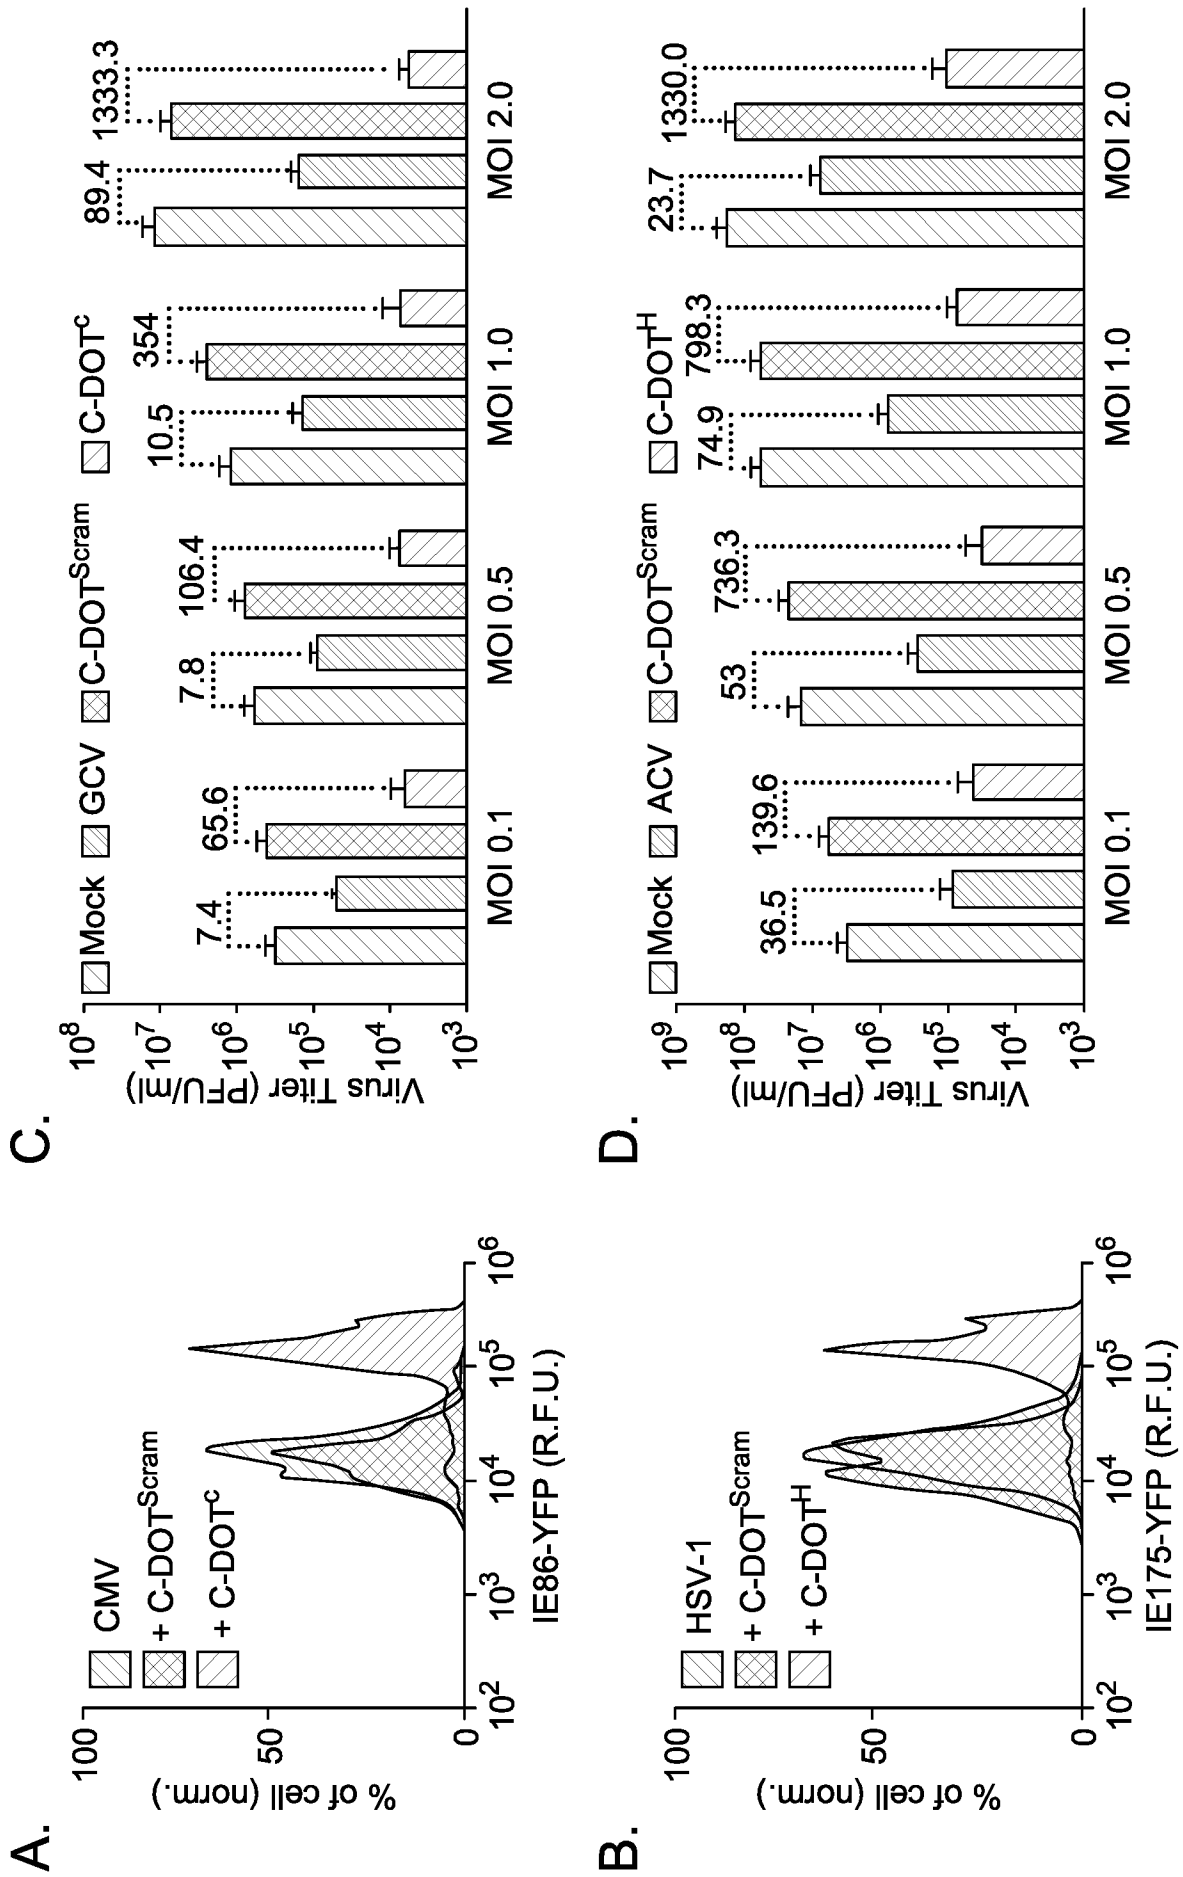 A.
% of cell (norm.)
100
50
0
CMV
+ C-DOT^Scram
+ C-DOT^c
10^2 10^3 10^4 10^5 10^6
IE86-YFP (R.F.U.)
B.
% of cell (norm.)
100
50
0
HSV-1
+ C-DOT^Scram
+ C-DOT^H
10^2 10^3 10^4 10^5 10^6
IE175-YFP (R.F.U.)
C.
Virus Titer (PFU/ml)
10^8
10^7
10^6
10^5
10^4
10^3
Mock GCV C-DOT^Scram C-DOT^c
7.4 65.6 7.8 106.4 10.5 354 89.4 1333.3
MOI 0.1 MOI 0.5 MOI 1.0 MOI 2.0
D.
Virus Titer (PFU/ml)
10^9
10^8
10^7
10^6
10^5
10^4
10^3
Mock ACV C-DOT^Scram C-DOT^H
36.5 139.6 53 736.3 74.9 798.3 23.7 1330.0
MOI 0.1 MOI 0.5 MOI 1.0 MOI 2.0